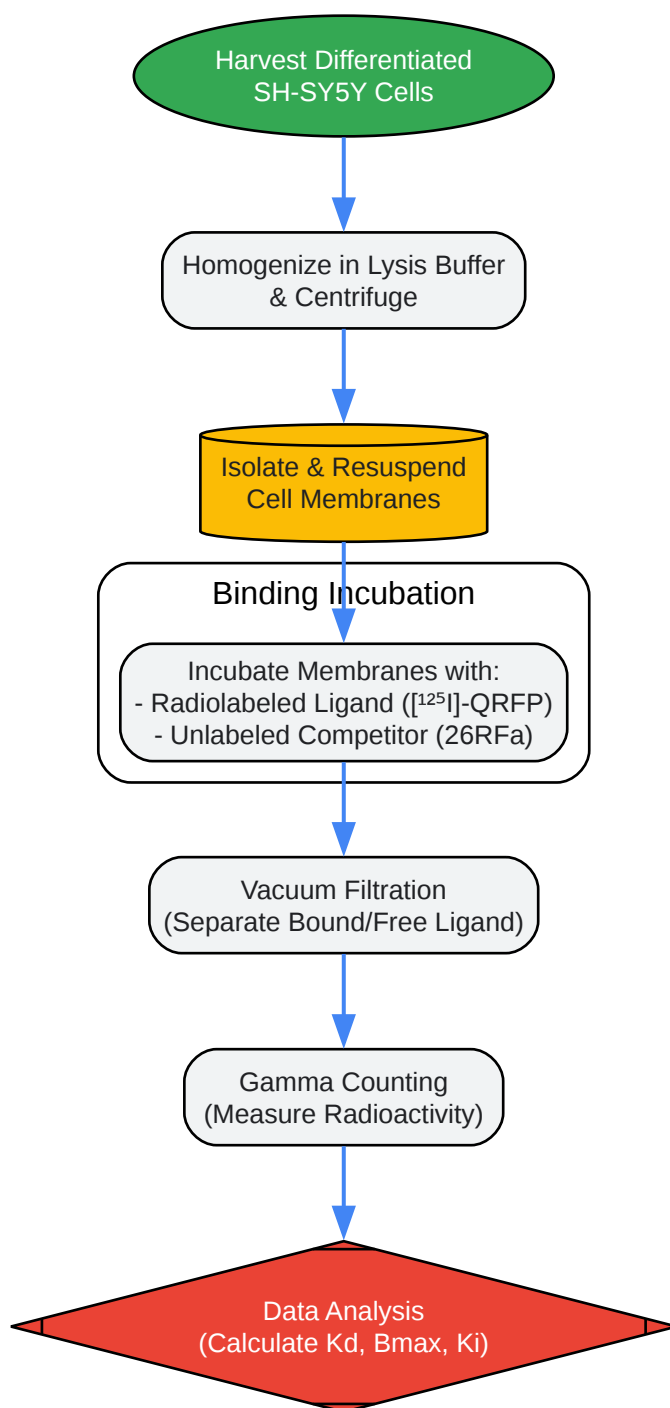 Harvest Differentiated
SH-SY5Y Cells
Homogenize in Lysis Buffer
& Centrifuge
Isolate & Resuspend
Cell Membranes
Binding Incubation
Incubate Membranes with:
- Radiolabeled Ligand ([¹²⁵I]-QRFP)
- Unlabeled Competitor (26RFa)
Vacuum Filtration
(Separate Bound/Free Ligand)
Gamma Counting
(Measure Radioactivity)
Data Analysis
(Calculate Kd, Bmax, Ki)